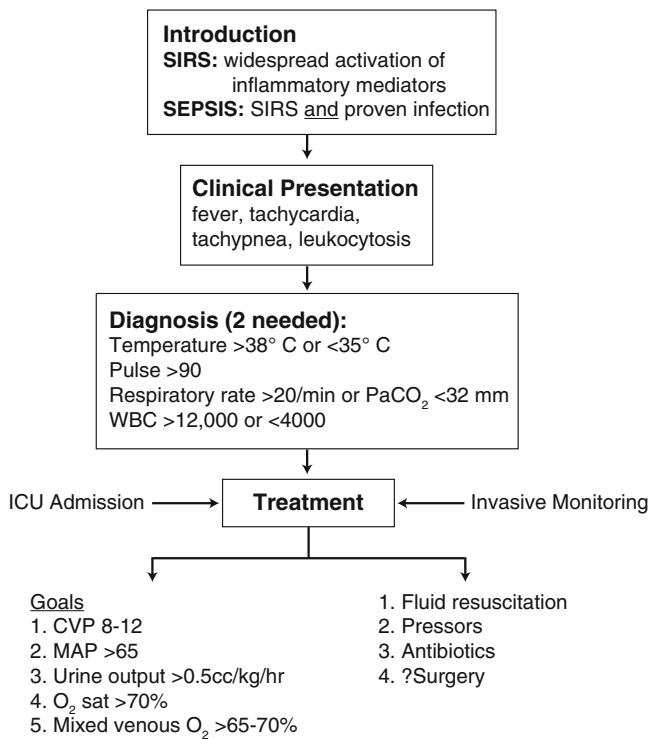 Introduction
SIRS: widespread activation of
inflammatory mediators
SEPSIS: SIRS and proven infection
Clinical Presentation
fever, tachycardia,
tachypnea, leukocytosis
Diagnosis (2 needed):
Temperature >38° C or <35° C
Pulse >90
Respiratory rate >20/min or PaCO₂ <32 mm
WBC >12,000 or <4000
ICU Admission
Treatment
Invasive Monitoring
Goals
1. CVP 8-12
2. MAP >65
3. Urine output >0.5cc/kg/hr
4. O₂ sat >70%
5. Mixed venous O₂ >65-70%
1. Fluid resuscitation
2. Pressors
3. Antibiotics
4. ?Surgery